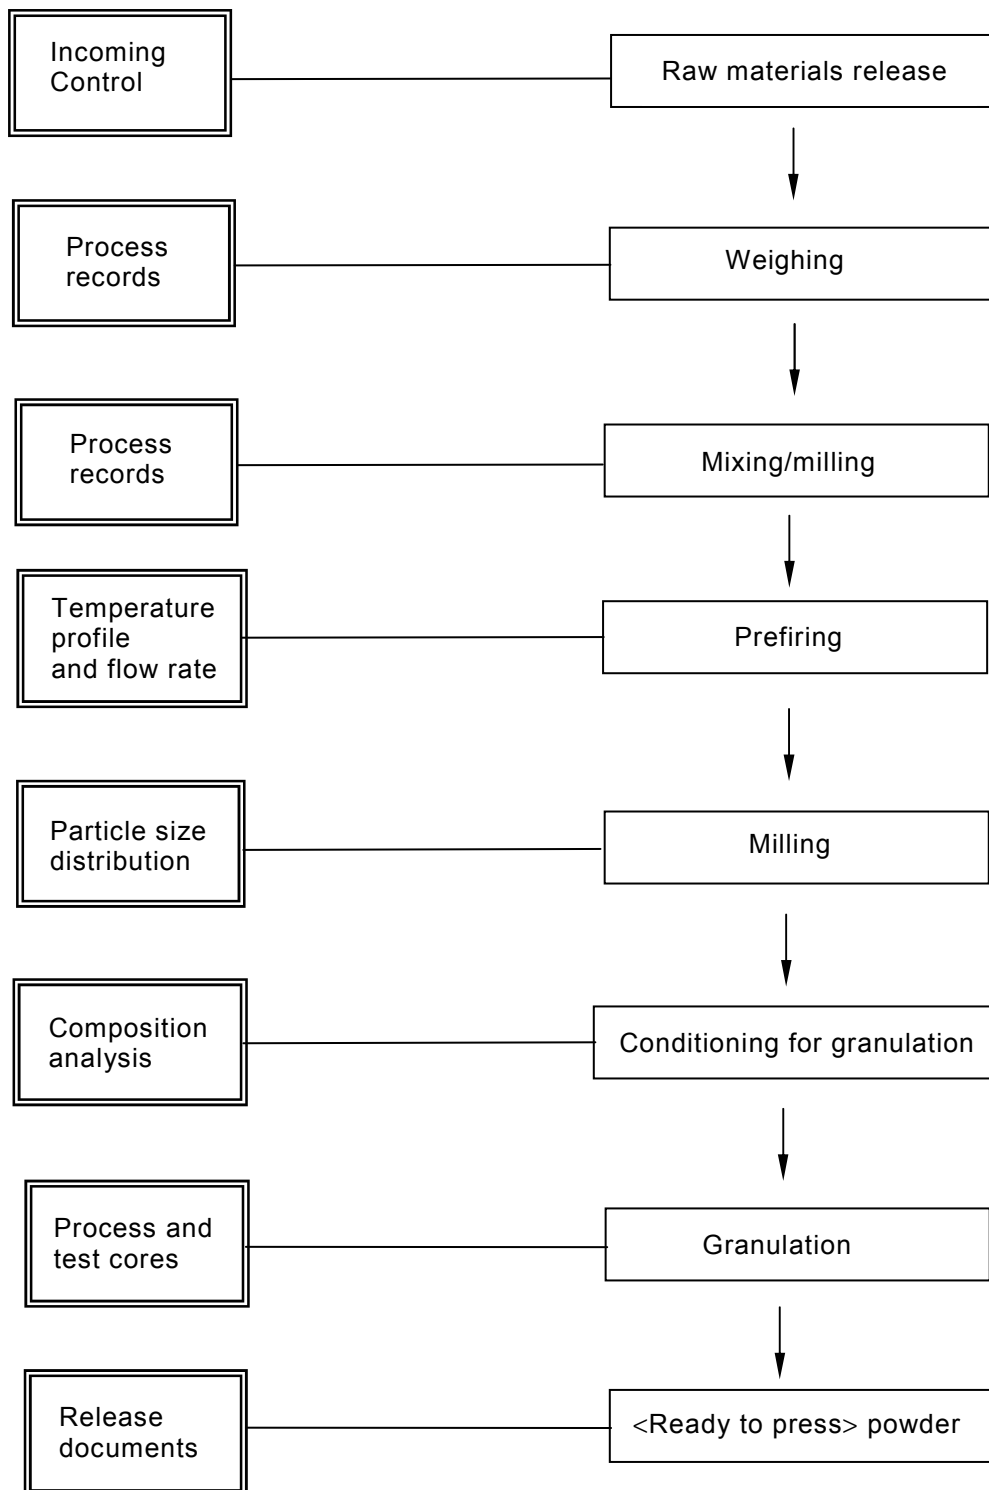 Incoming
Control
Raw materials release
Process
records
Weighing
Process
records
Mixing/milling
Temperature
profile
and flow rate
Prefiring
Particle size
distribution
Milling
Composition
analysis
Conditioning for granulation
Process and
test cores
Granulation
Release
documents
<Ready to press> powder